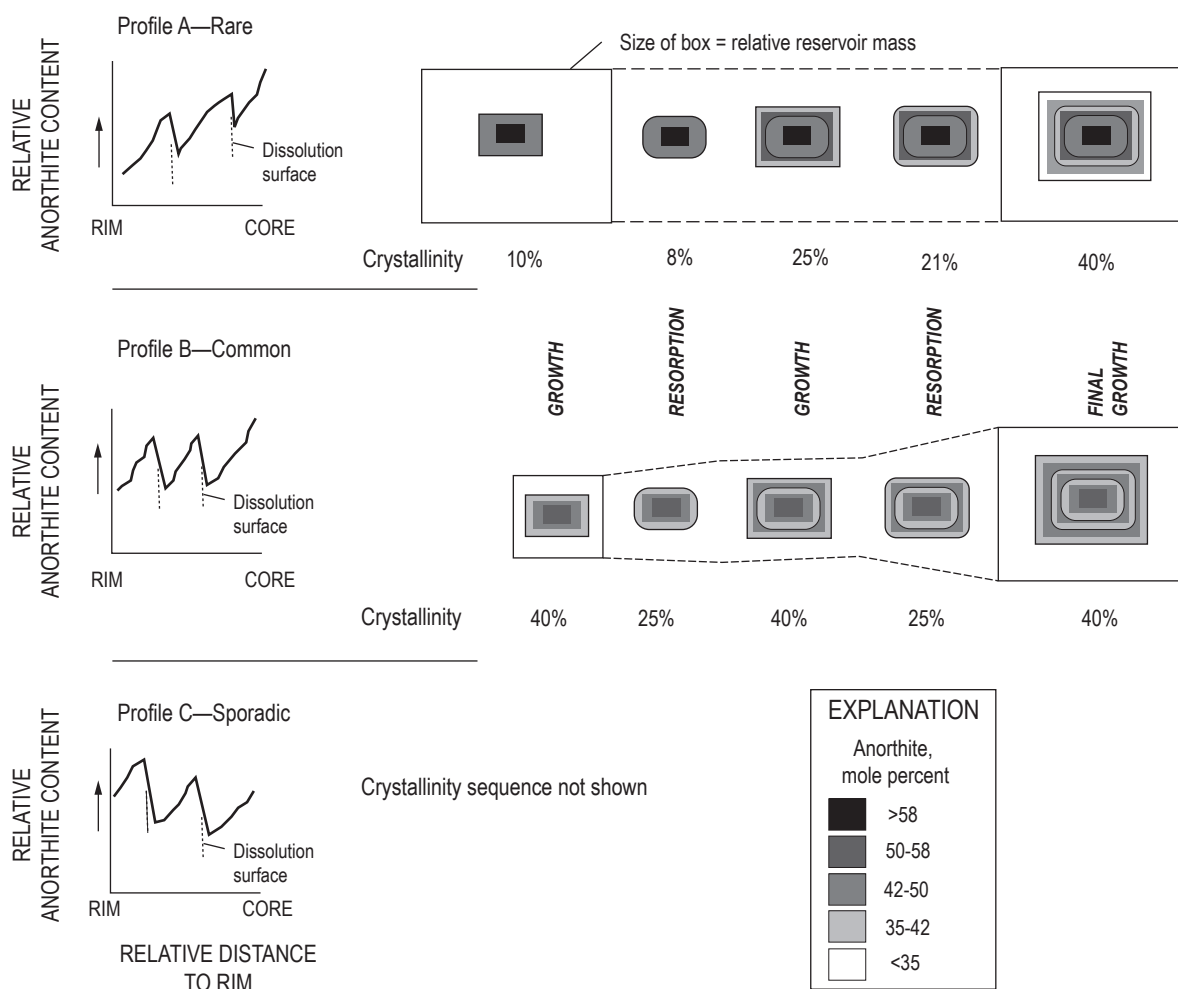 Profile A—Rare
Size of box = relative reservoir mass
RELATIVE
ANORTHITE CONTENT
Dissolution
surface
RIM
CORE
Crystallinity
10%
8%
25%
21%
40%
Profile B—Common
GROWTH
RESORPTION
GROWTH
RESORPTION
FINAL
GROWTH
RELATIVE
ANORTHITE CONTENT
Dissolution
surface
RIM
CORE
Crystallinity
40%
25%
40%
25%
40%
Profile C—Sporadic
RELATIVE
ANORTHITE CONTENT
Crystallinity sequence not shown
Dissolution
surface
RIM
CORE
RELATIVE DISTANCE
TO RIM
EXPLANATION
Anorthite,
mole percent
>58
50-58
42-50
35-42
<35